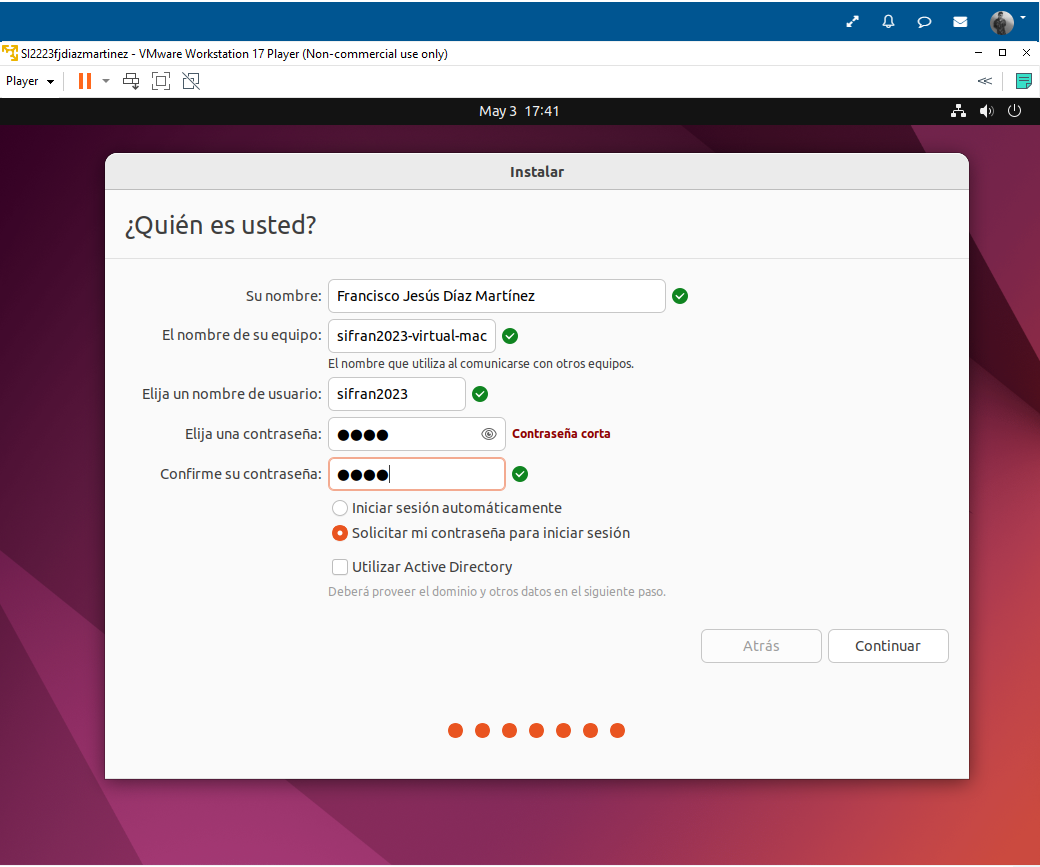 SI2223fjdiazmartinez - VMware Workstation 17 Player (Non-commercial use only)
Player
May 3 17:41
Instalar
¿Quién es usted?
Su nombre: Francisco Jesús Díaz Martínez
El nombre de su equipo: sifran2023-virtual-mac
El nombre que utiliza al comunicarse con otros equipos.
Elija un nombre de usuario: sifran2023
Elija una contraseña: ●●●● Contraseña corta
Confirme su contraseña: ●●●●
Iniciar sesión automáticamente
Solicitar mi contraseña para iniciar sesión
Utilizar Active Directory
Deberá proveer el dominio y otros datos en el siguiente paso.
Atrás Continuar